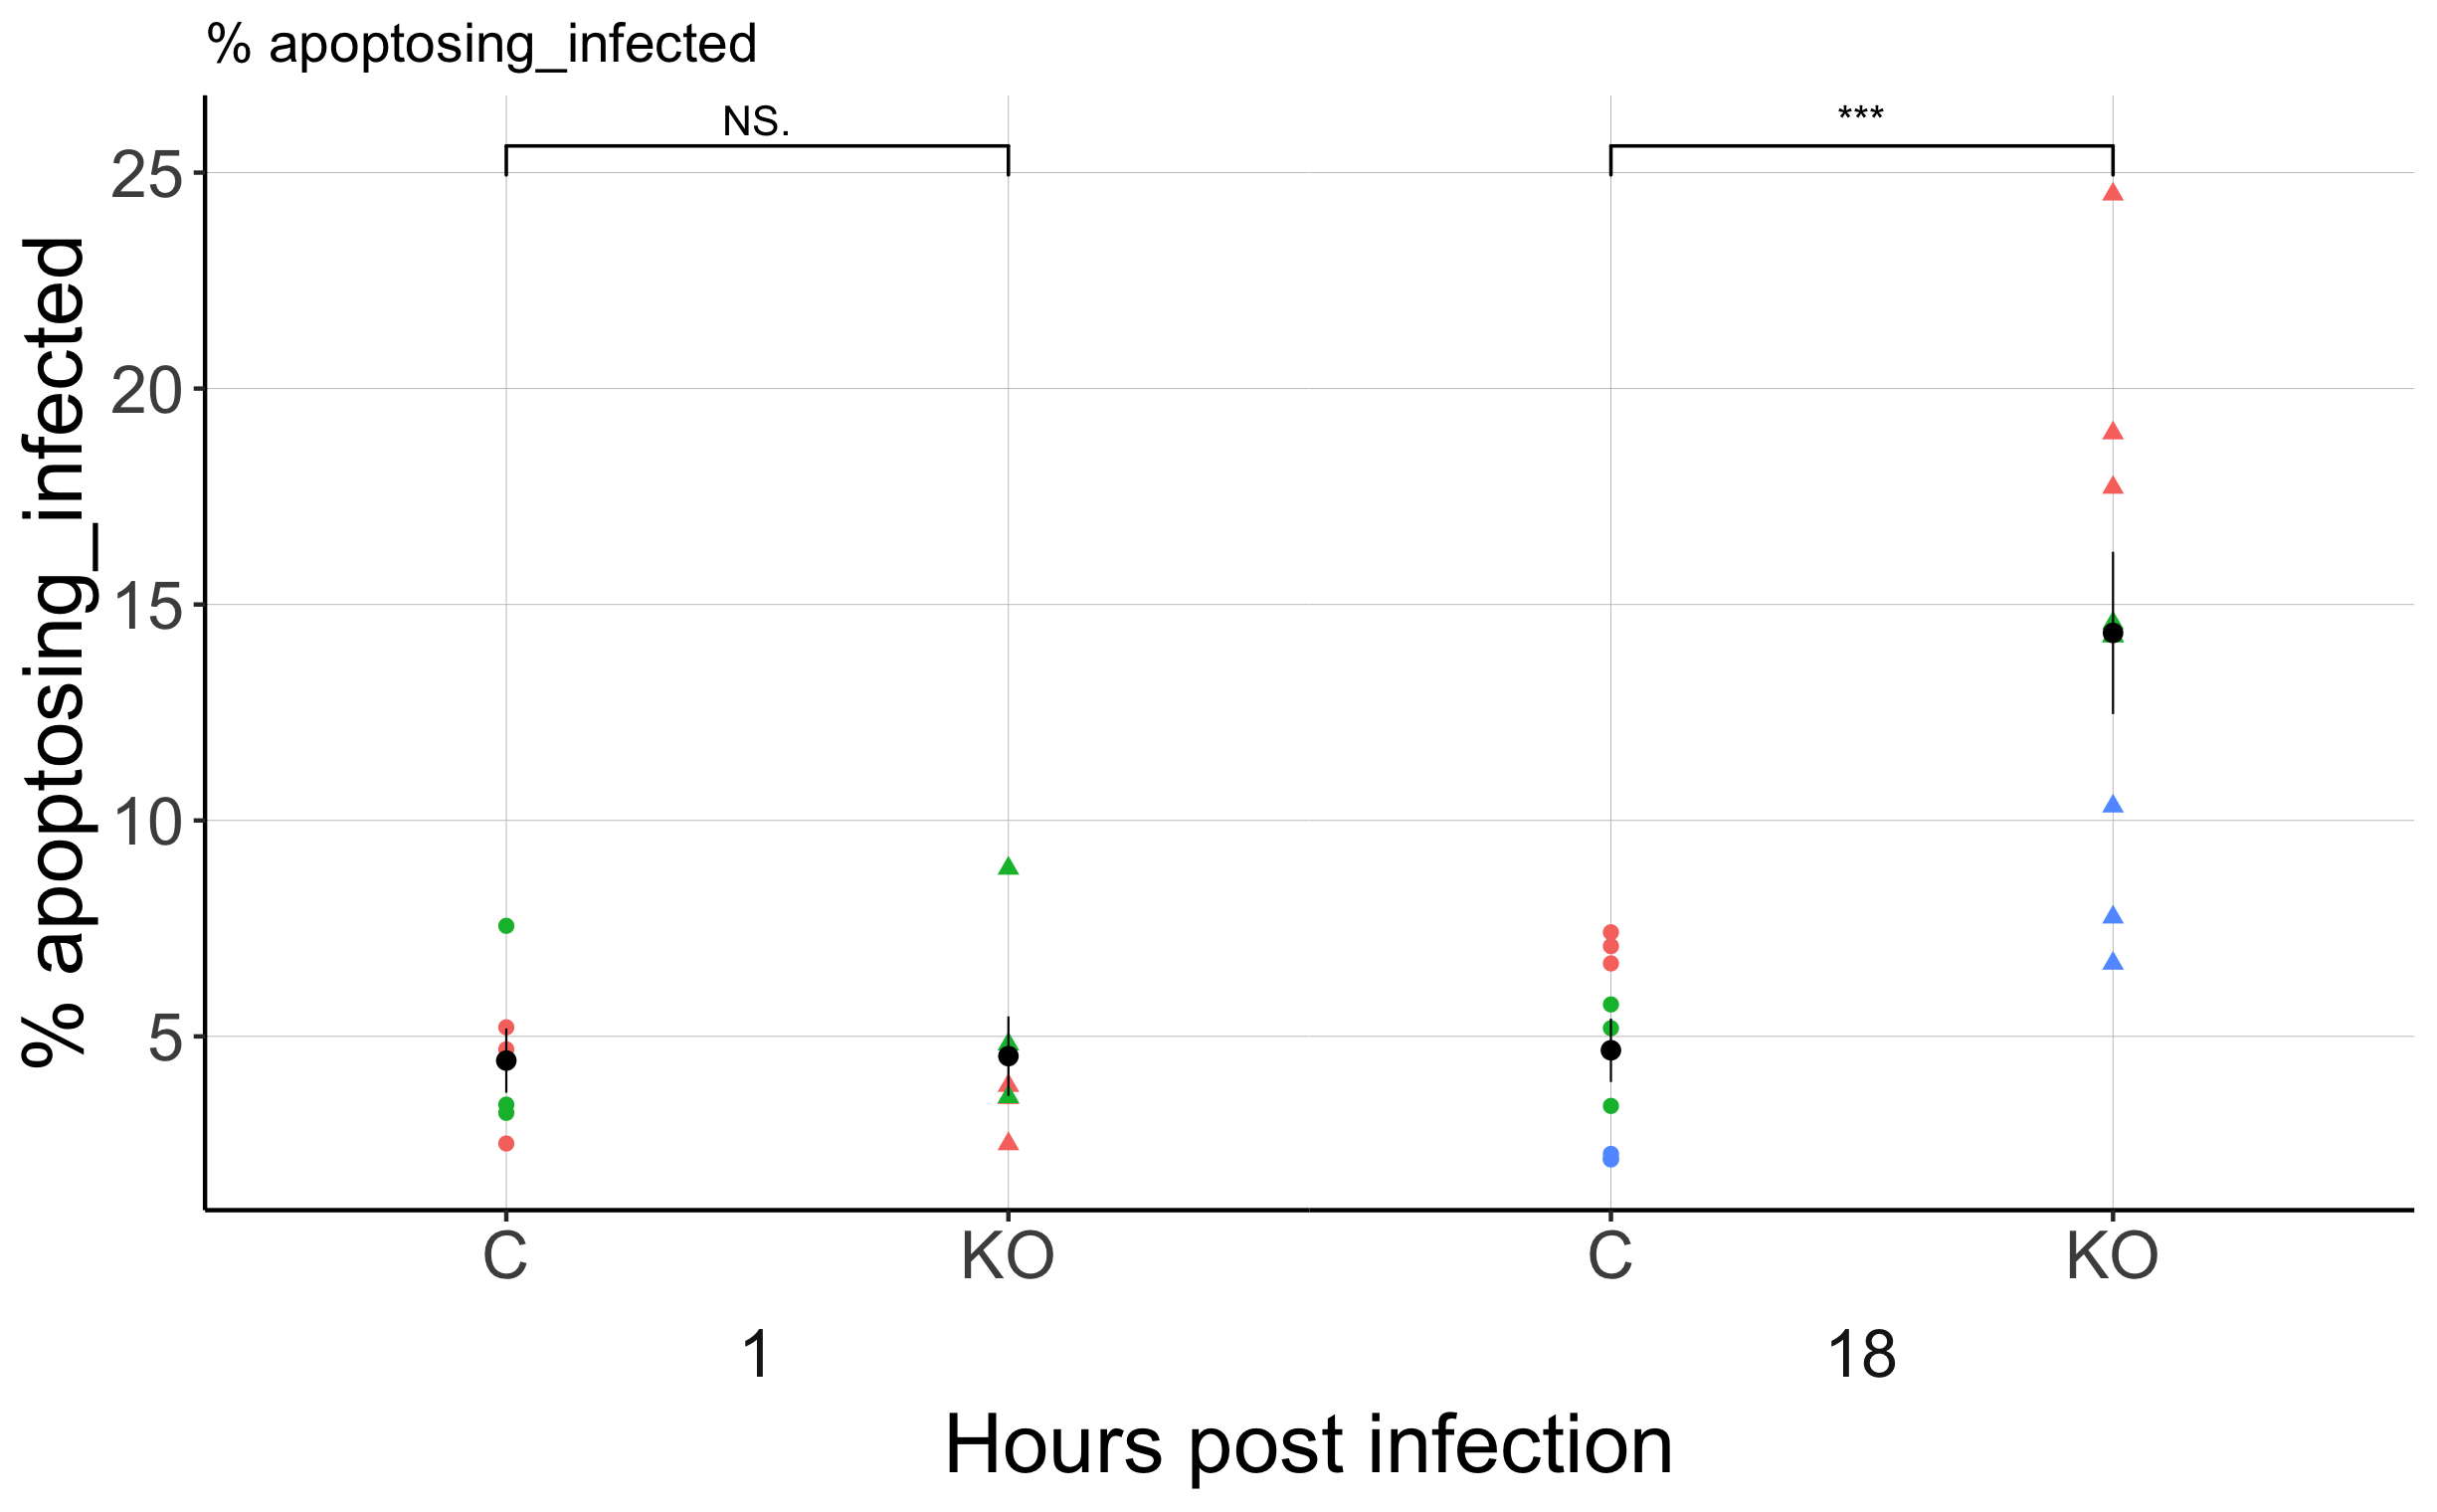 % apoptosing_infected
NS.
***
% apoptosing_infected
25
20
15
10
5
C
KO
C
KO
1
18
Hours post infection